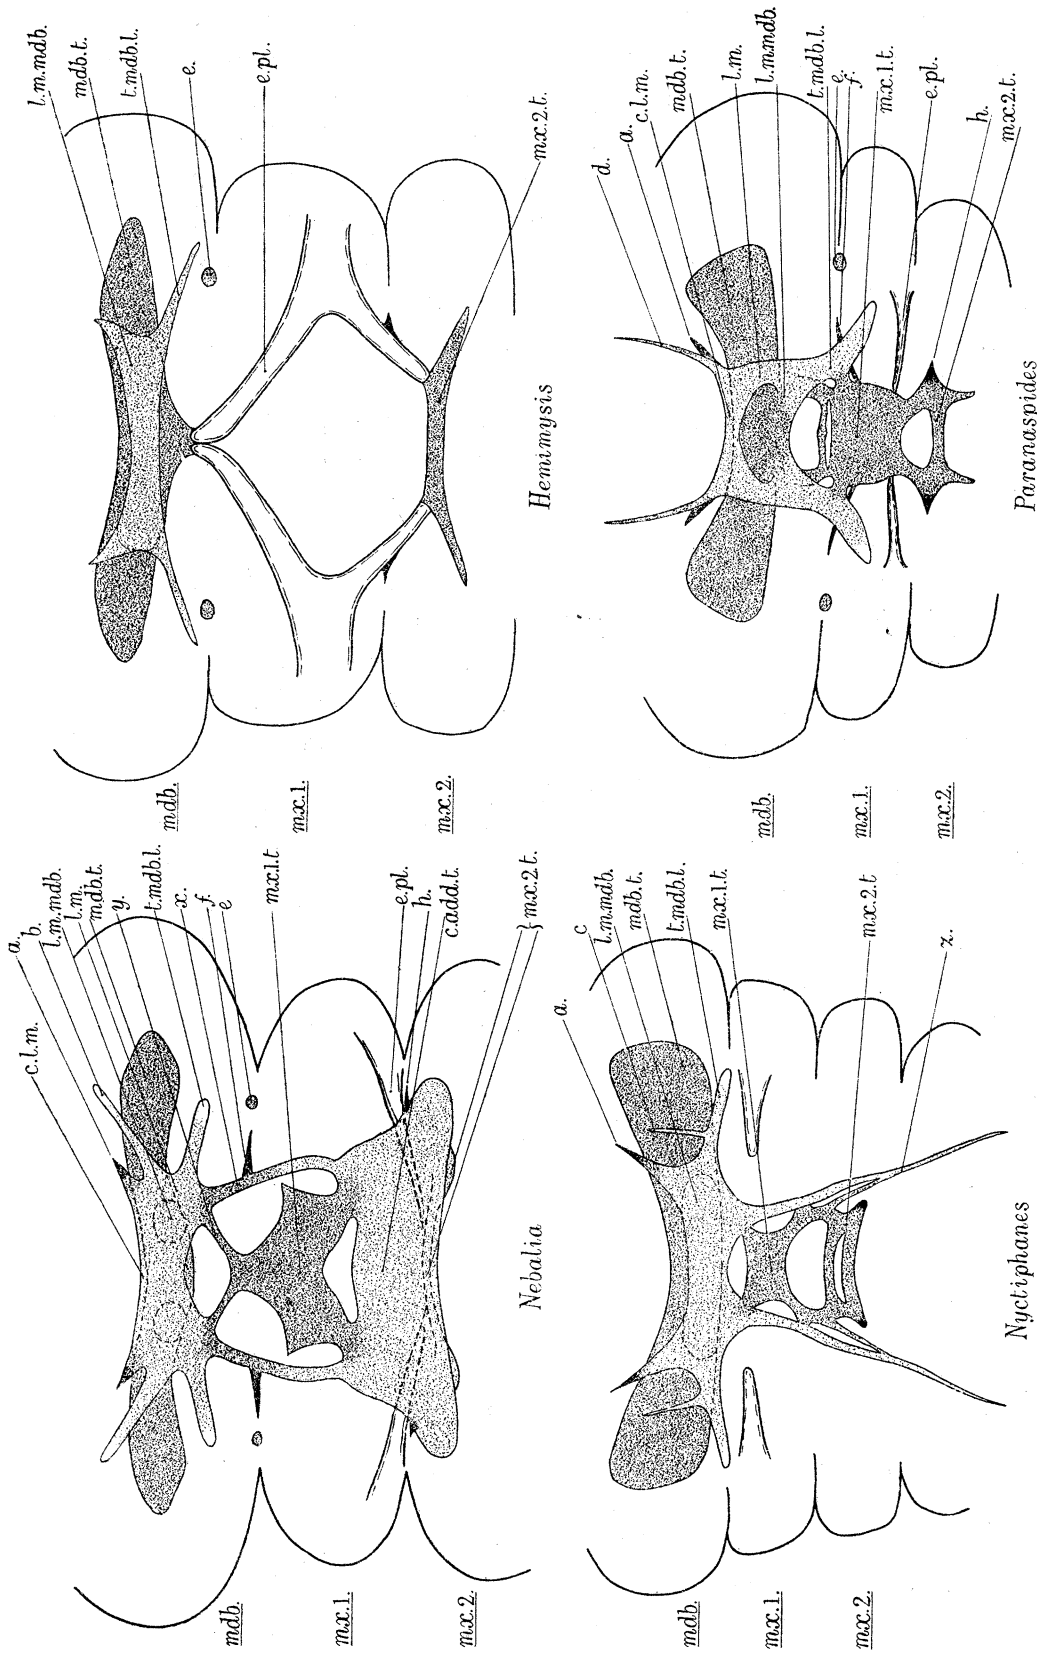 l.m.mdb.
mdb.t.
t.mdb.l.
e.
e.pl.
mx.2.t.
mdb.
mx.1.
mx.2.
Hemimysis
d.
a.
c.l.m.
mdb.t.
l.m.
l.m.mdb.
t.mdb.l.
e.
f.
mx.1.t.
e.pl.
h.
mx.2.t.
mdb.
mx.1.
mx.2.
Paranaspides
c.l.m.
a.
b.
l.m.mdb.
l.m.
mdb.t.
y.
t.mdb.l.
x.
f.
e
mx.1.t
e.pl.
h.
c.add.t.
}mx.2.t.
mdb.
mx.1.
mx.2.
Nebalia
a.
c
l.m.mdb.
mdb.t.
t.mdb.l.
mx.1.t.
mx.2.t
z.
mdb.
mx.1.
mx.2.
Nyctiphanes